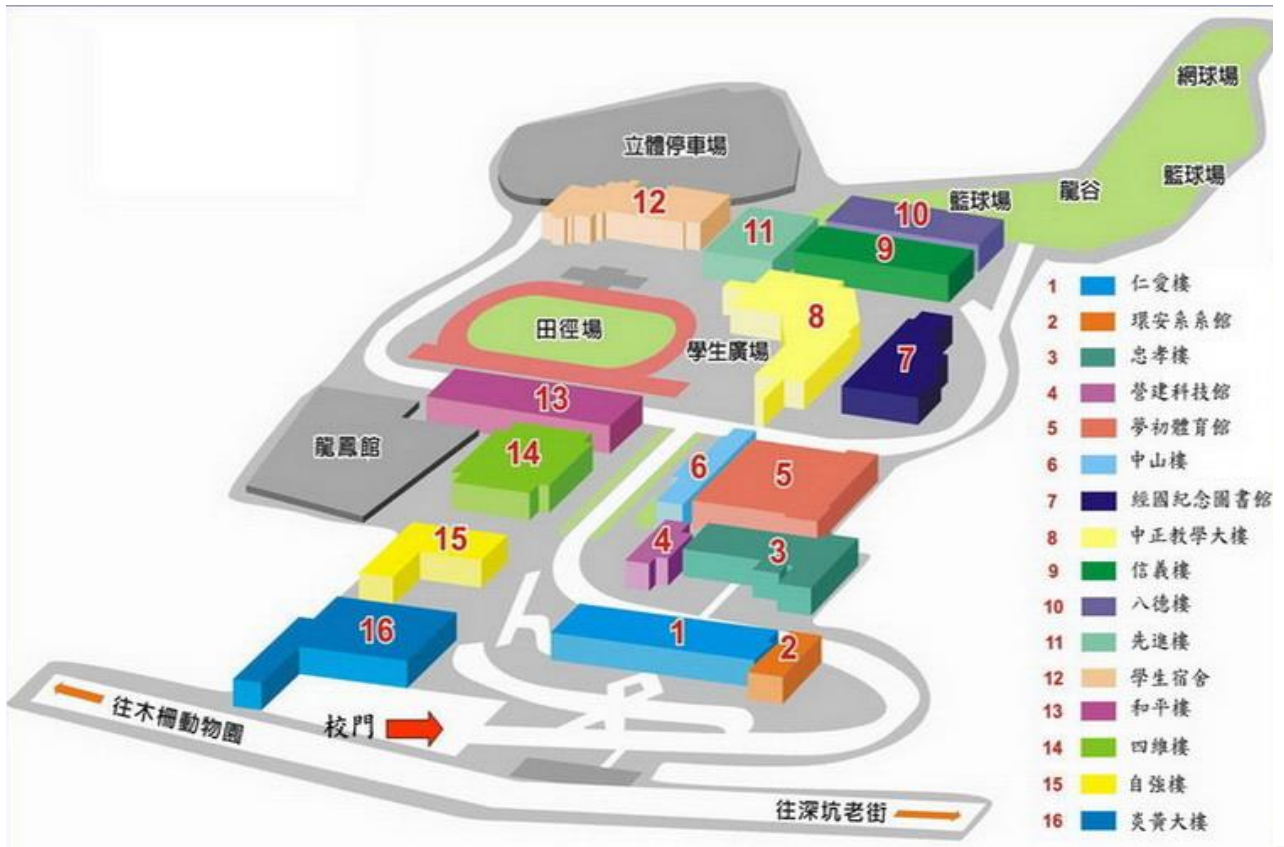 網球場
立體停車場
籃球場
龍谷
籃球場
12
11
10
9
田徑場
學生廣場
8
7
13
龍鳳館
14
6
5
15
4
3
16
1
2
校門
往木柵動物園
往深坑老街
1 仁愛樓
2 環安系系館
3 忠孝樓
4 營建科技館
5 夢初體育館
6 中山樓
7 經國紀念圖書館
8 中正教學大樓
9 信義樓
10 八德樓
11 先進樓
12 學生宿舍
13 和平樓
14 四維樓
15 自強樓
16 炎黃大樓